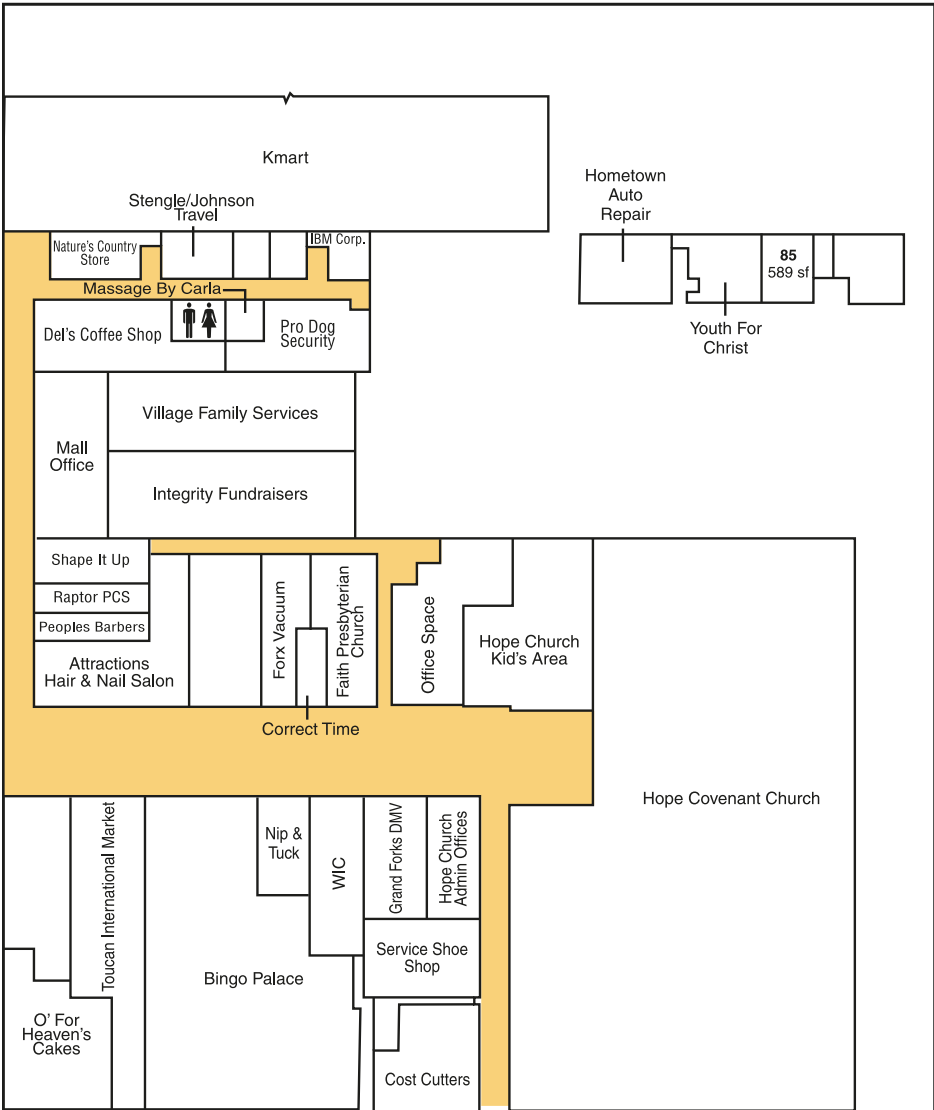 Kmart
Stengle/Johnson
Travel
Nature's Country
Store
IBM Corp.
Hometown
Auto
Repair
85
589 sf
Youth For
Christ
Massage By Carla
Del's Coffee Shop
Pro Dog
Security
Village Family Services
Mall
Office
Integrity Fundraisers
Shape It Up
Raptor PCS
Peoples Barbers
Attractions
Hair & Nail Salon
Forx Vacuum
Faith Presbyterian
Church
Correct Time
Office Space
Hope Church
Kid's Area
Hope Covenant Church
Toucan International Market
Nip &
Tuck
WIC
Grand Forks DMV
Hope Church
Admin Offices
Service Shoe
Shop
Bingo Palace
O' For
Heaven's
Cakes
Cost Cutters